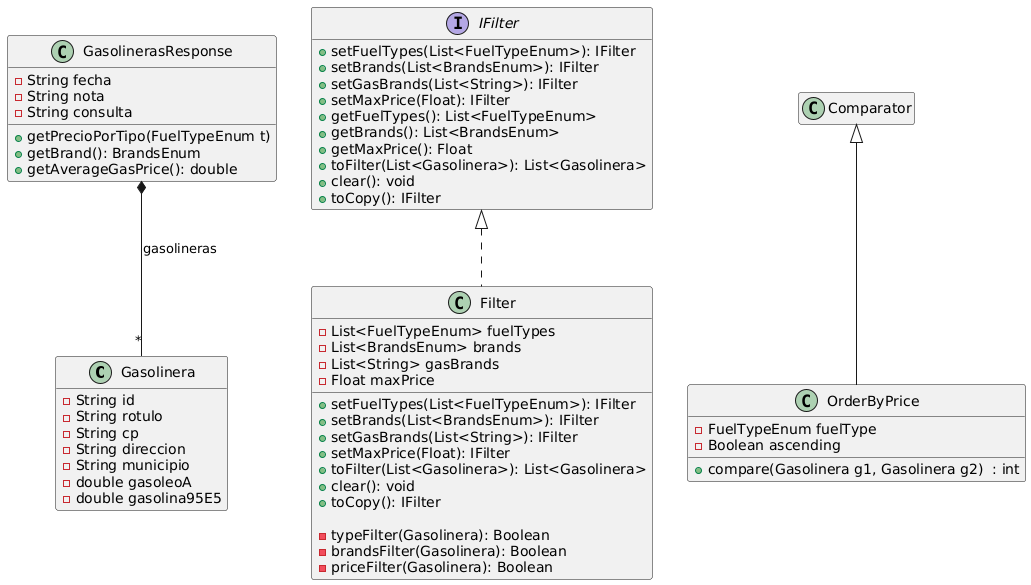 C GasolinerasResponse
String fecha
String nota
String consulta
getPrecioPorTipo(FuelTypeEnum t)
getBrand(): BrandsEnum
getAverageGasPrice(): double
gasolineras
*
C Gasolinera
String id
String rotulo
String cp
String direccion
String municipio
double gasoleoA
double gasolina95E5
I IFilter
setFuelTypes(List<FuelTypeEnum>): IFilter
setBrands(List<BrandsEnum>): IFilter
setGasBrands(List<String>): IFilter
setMaxPrice(Float): IFilter
getFuelTypes(): List<FuelTypeEnum>
getBrands(): List<BrandsEnum>
getMaxPrice(): Float
toFilter(List<Gasolinera>): List<Gasolinera>
clear(): void
toCopy(): IFilter
C Filter
List<FuelTypeEnum> fuelTypes
List<BrandsEnum> brands
List<String> gasBrands
Float maxPrice
setFuelTypes(List<FuelTypeEnum>): IFilter
setBrands(List<BrandsEnum>): IFilter
setGasBrands(List<String>): IFilter
setMaxPrice(Float): IFilter
toFilter(List<Gasolinera>): List<Gasolinera>
clear(): void
toCopy(): IFilter
typeFilter(Gasolinera): Boolean
brandsFilter(Gasolinera): Boolean
priceFilter(Gasolinera): Boolean
C Comparator
C OrderByPrice
FuelTypeEnum fuelType
Boolean ascending
compare(Gasolinera g1, Gasolinera g2)  : int